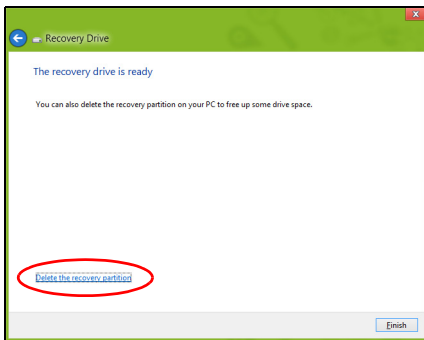 Recovery Drive
The recovery drive is ready
You can also delete the recovery partition on your PC to free up some drive space.
Delete the recovery partition
Finish